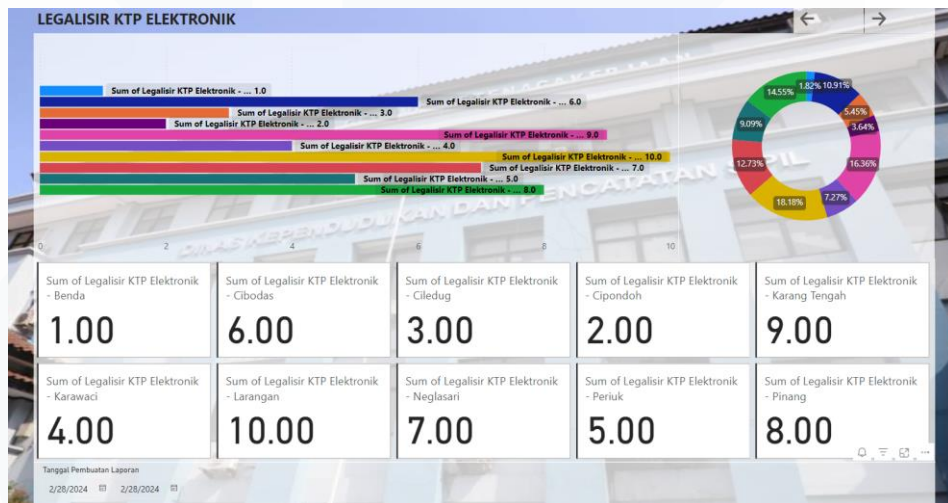 LEGALISIR KTP ELEKTRONIK
Sum of Legalisir KTP Elektronik - ... 1.0
Sum of Legalisir KTP Elektronik - ... 6.0
Sum of Legalisir KTP Elektronik - ... 3.0
Sum of Legalisir KTP Elektronik - ... 2.0
Sum of Legalisir KTP Elektronik - ... 9.0
Sum of Legalisir KTP Elektronik - ... 4.0
Sum of Legalisir KTP Elektronik - ... 10.0
Sum of Legalisir KTP Elektronik - ... 7.0
Sum of Legalisir KTP Elektronik - ... 5.0
Sum of Legalisir KTP Elektronik - ... 8.0
0 2 4 6 8 10
1.82% 10.91%
5.45%
3.64%
16.36%
7.27%
18.18%
12.73%
9.09%
14.55%
DINAS KEPENDUDUKAN DAN PENCATATAN SIPIL
Sum of Legalisir KTP Elektronik
- Benda
1.00
Sum of Legalisir KTP Elektronik
- Cibodas
6.00
Sum of Legalisir KTP Elektronik
- Ciledug
3.00
Sum of Legalisir KTP Elektronik
- Cipondoh
2.00
Sum of Legalisir KTP Elektronik
- Karang Tengah
9.00
Sum of Legalisir KTP Elektronik
- Karawaci
4.00
Sum of Legalisir KTP Elektronik
- Larangan
10.00
Sum of Legalisir KTP Elektronik
- Neglasari
7.00
Sum of Legalisir KTP Elektronik
- Periuk
5.00
Sum of Legalisir KTP Elektronik
- Pinang
8.00
Tanggal Pembuatan Laporan
2/28/2024 2/28/2024